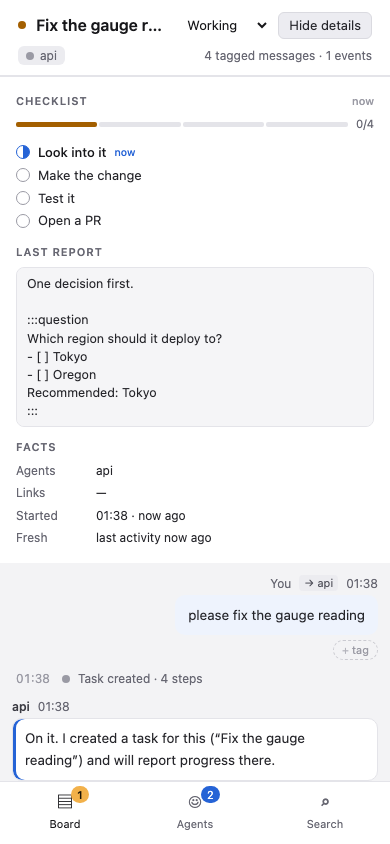 Fix the gauge r...
Working
Hide details
api
4 tagged messages · 1 events
CHECKLIST
now
0/4
Look into it now
Make the change
Test it
Open a PR
LAST REPORT
One decision first.
:::question
Which region should it deploy to?
- [ ] Tokyo
- [ ] Oregon
Recommended: Tokyo
:::
FACTS
Agents api
Links —
Started 01:38 · now ago
Fresh last activity now ago
You → api 01:38
please fix the gauge reading
+ tag
01:38 Task created · 4 steps
api 01:38
On it. I created a task for this (“Fix the gauge
reading”) and will report progress there.
1
2
Board
Agents
Search